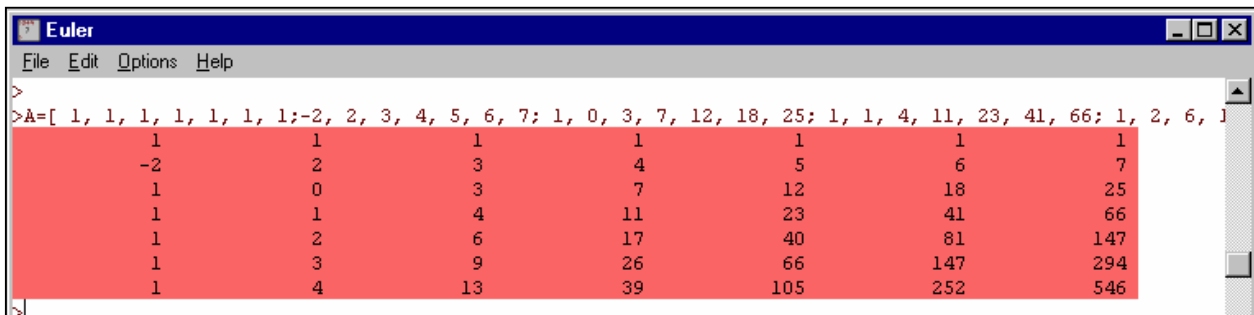 Euler
File Edit Options Help
>
>A=[ 1, 1, 1, 1, 1, 1, 1;-2, 2, 3, 4, 5, 6, 7; 1, 0, 3, 7, 12, 18, 25; 1, 1, 4, 11, 23, 41, 66; 1, 2, 6, 1
1 1 1 1 1 1 1
-2 2 3 4 5 6 7
1 0 3 7 12 18 25
1 1 4 11 23 41 66
1 2 6 17 40 81 147
1 3 9 26 66 147 294
1 4 13 39 105 252 546
>